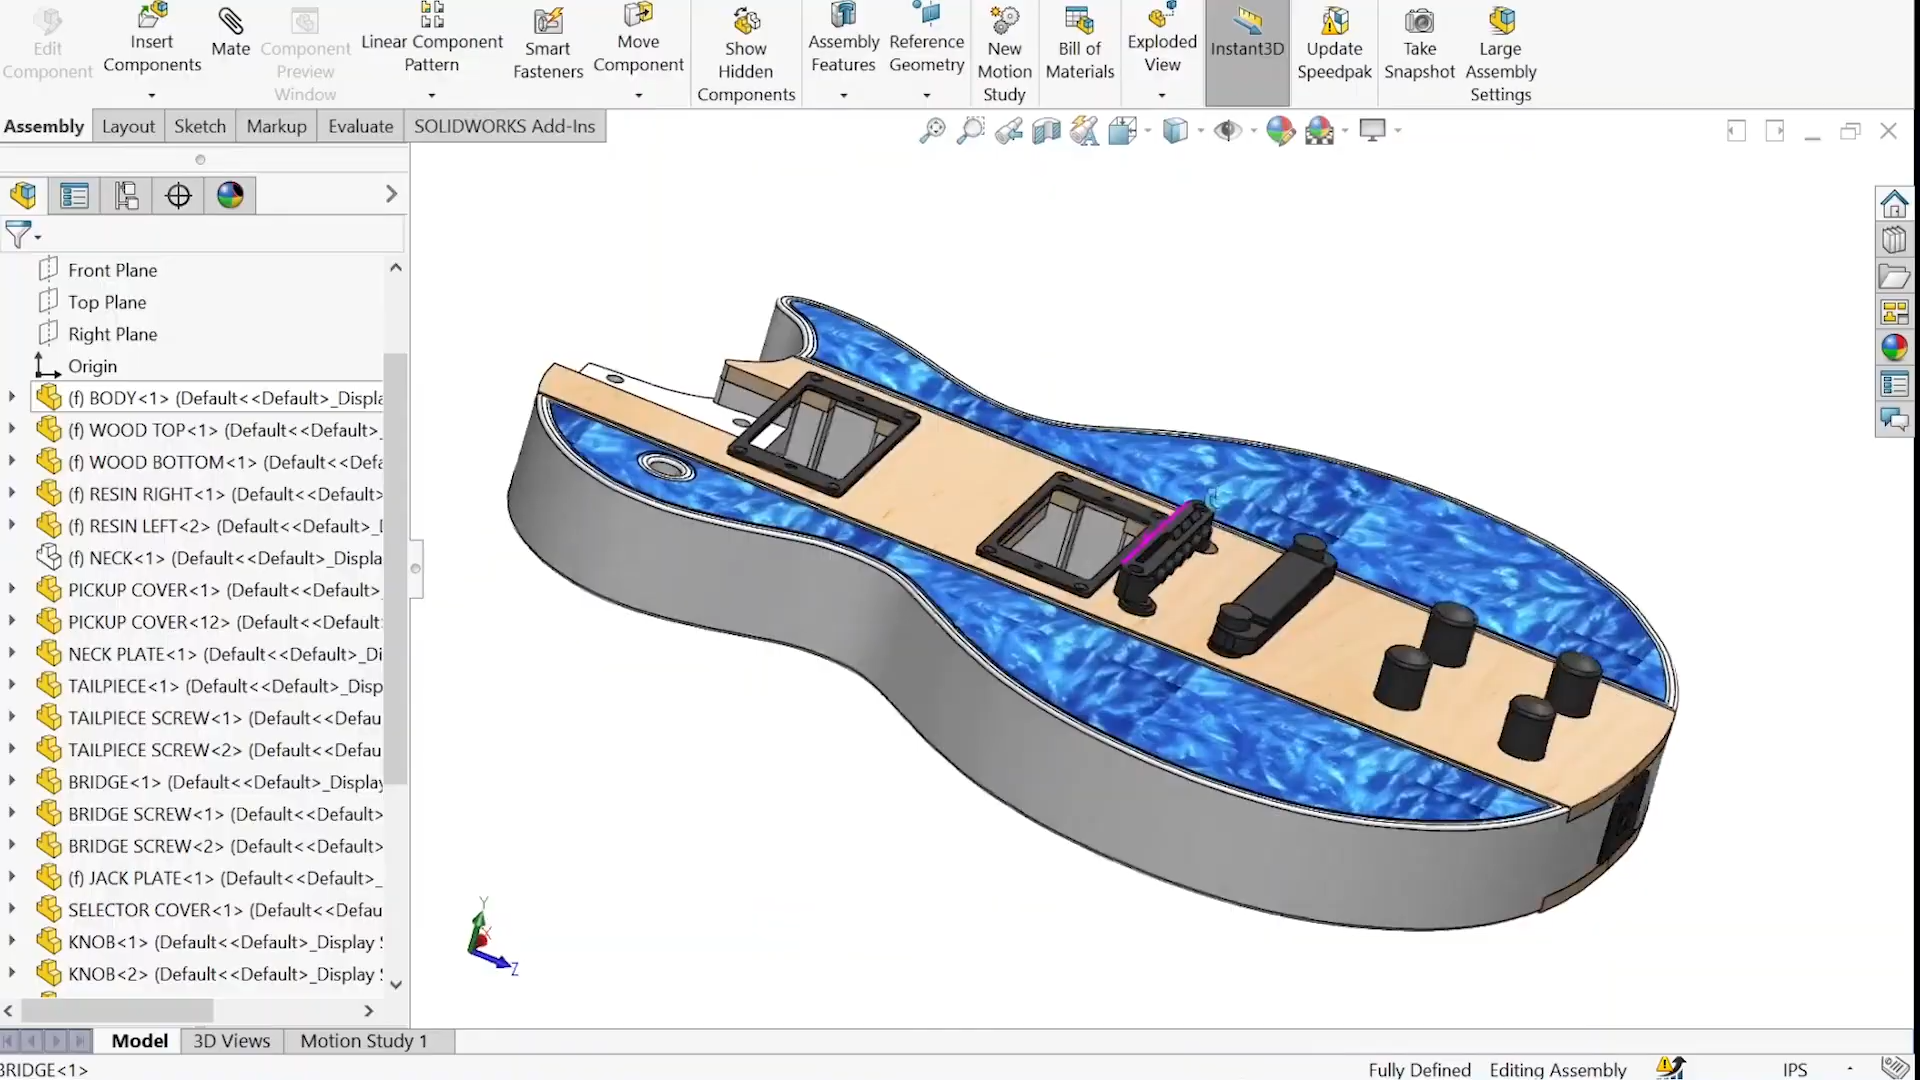 Edit Component
Insert Components
Mate
Component Preview Window
Linear Component Pattern
Smart Fasteners
Move Component
Show Hidden Components
Assembly Features
Reference Geometry
New Motion Study
Bill of Materials
Exploded View
Instant3D
Update Speedpak
Take Snapshot
Large Assembly Settings
Assembly Layout Sketch Markup Evaluate SOLIDWORKS Add-Ins
Front Plane
Top Plane
Right Plane
Origin
(f) BODY<1> (Default<<Default>_Displa
(f) WOOD TOP<1> (Default<<Default>_
(f) WOOD BOTTOM<1> (Default<<Defa
(f) RESIN RIGHT<1> (Default<<Default>
(f) RESIN LEFT<2> (Default<<Default>_
(f) NECK<1> (Default<<Default>_Displa
PICKUP COVER<1> (Default<<Default>_
PICKUP COVER<12> (Default<<Default
NECK PLATE<1> (Default<<Default>_Di
TAILPIECE<1> (Default<<Default>_Disp
TAILPIECE SCREW<1> (Default<<Defau
TAILPIECE SCREW<2> (Default<<Defau
BRIDGE<1> (Default<<Default>_Display
BRIDGE SCREW<1> (Default<<Default>
BRIDGE SCREW<2> (Default<<Default>
(f) JACK PLATE<1> (Default<<Default>_
SELECTOR COVER<1> (Default<<Defau
KNOB<1> (Default<<Default>_Display
KNOB<2> (Default<<Default>_Display
Y
X
Z
Model 3D Views Motion Study 1
BRIDGE<1>
Fully Defined Editing Assembly IPS